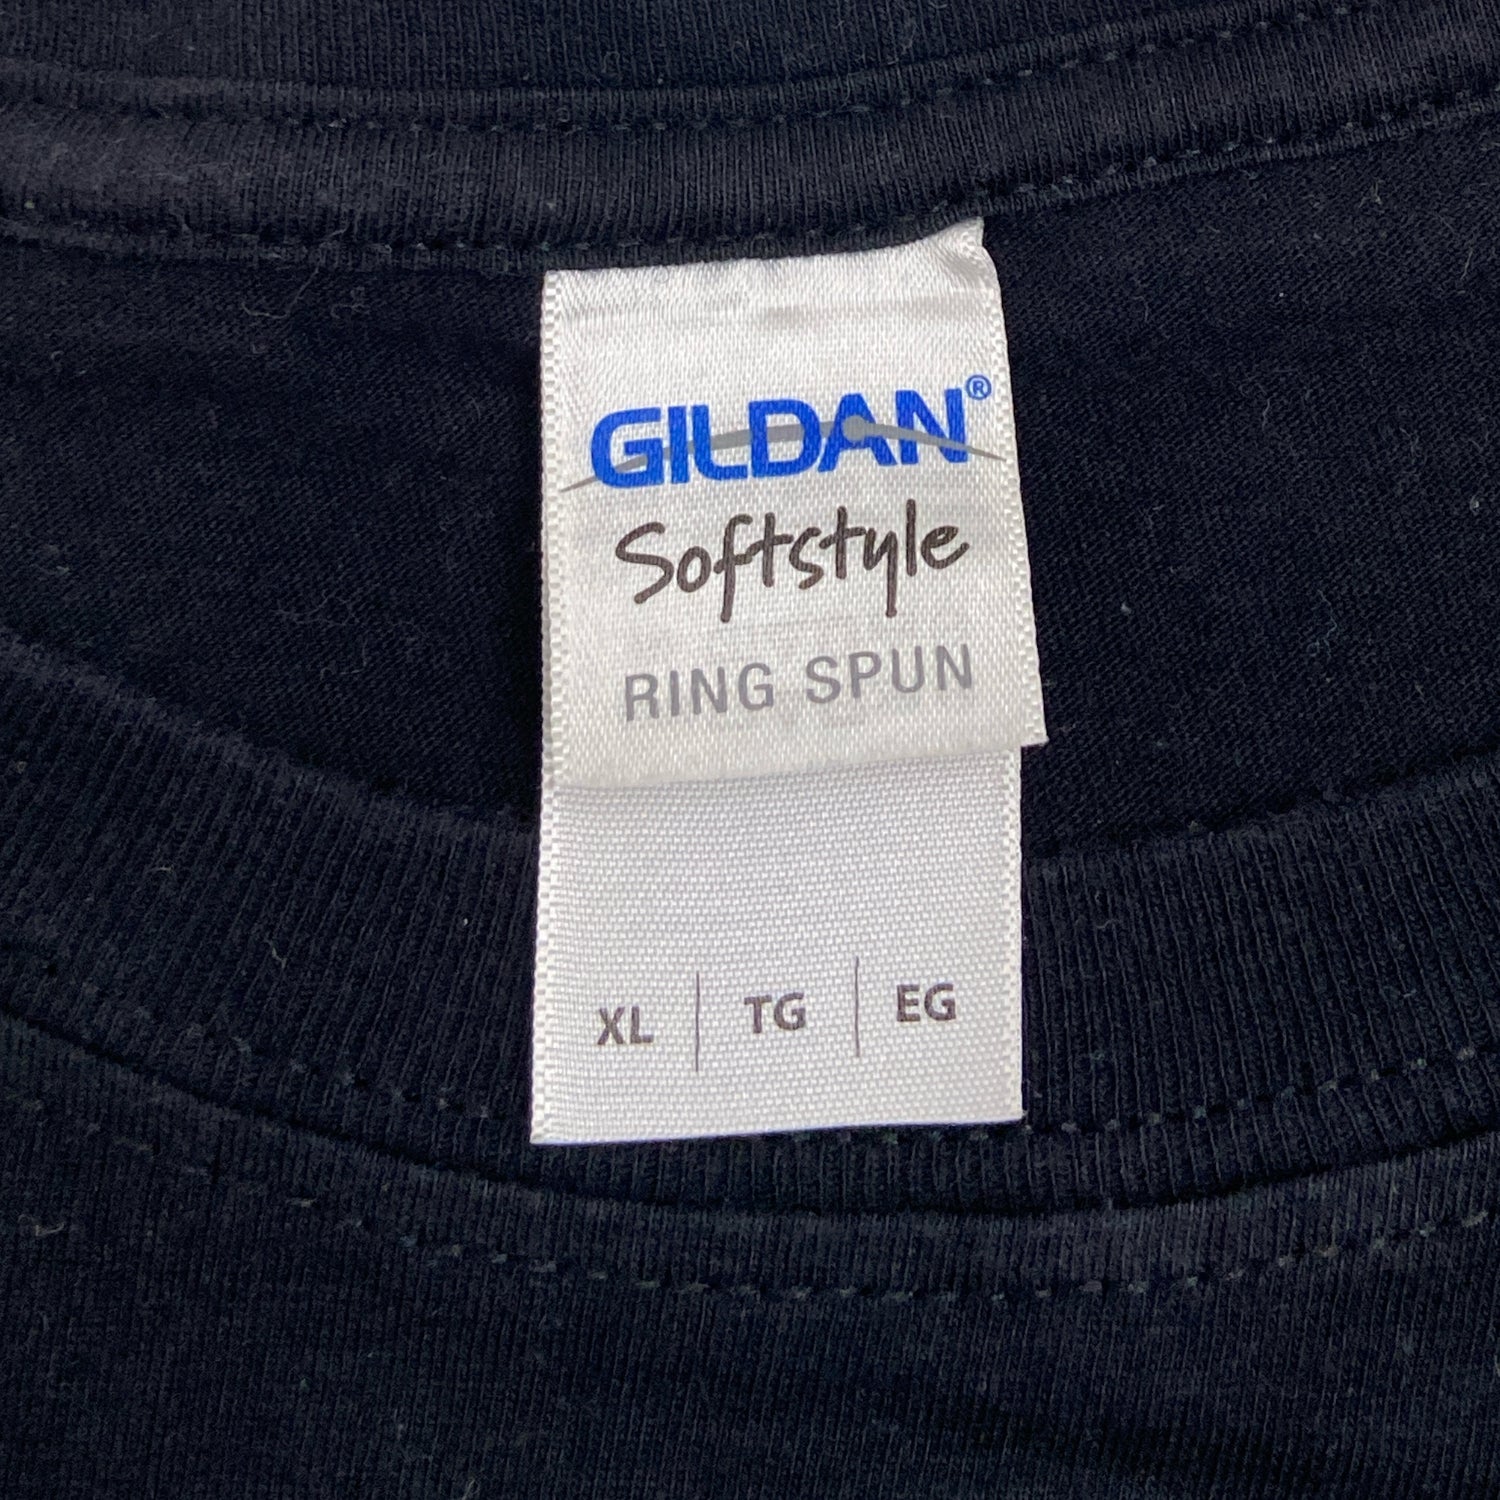 GILDAN®
Softstyle
RING SPUN
XL | TG | EG